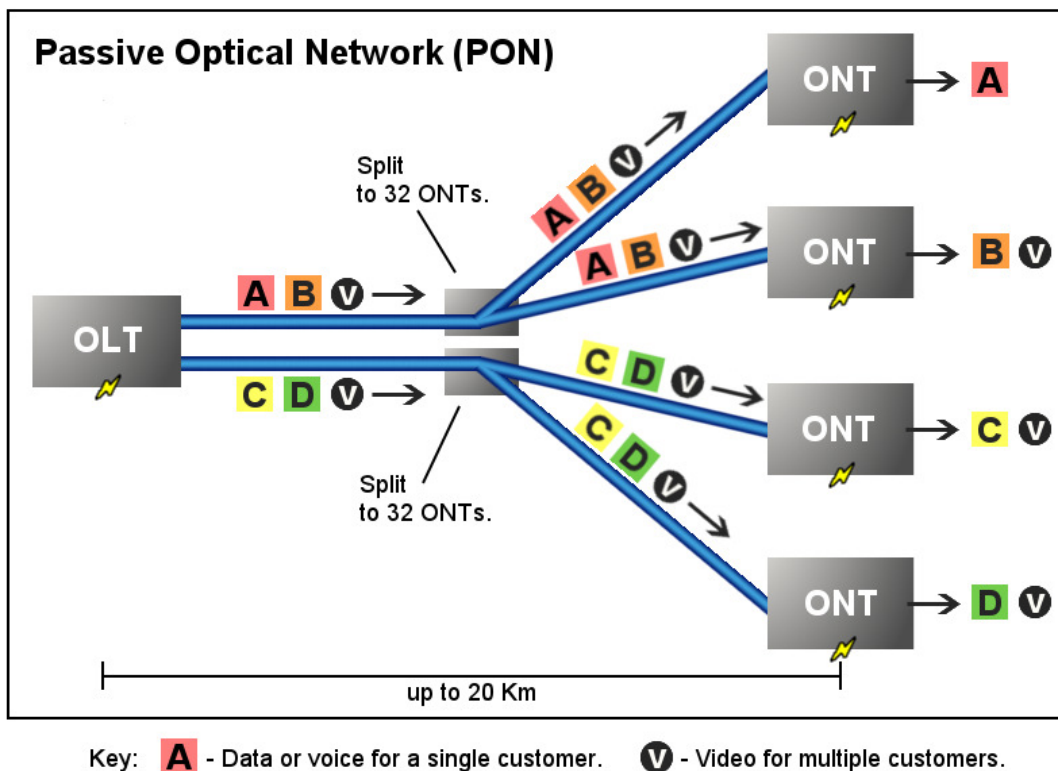 Passive Optical Network (PON)
ONT
A
Split
to 32 ONTs.
A B V
ONT
B V
A B V
A B V
OLT
C D V
C D V
ONT
C V
C D V
Split
to 32 ONTs.
ONT
D V
up to 20 Km
Key: A - Data or voice for a single customer. V - Video for multiple customers.